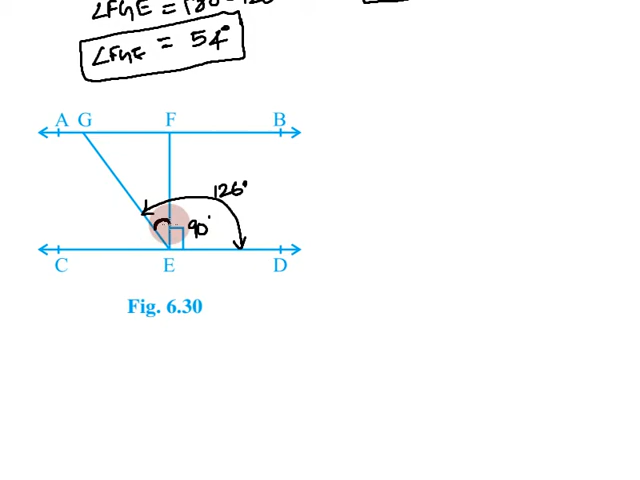 ∠FGE = 180 - 126
∠FGE = 54°
A G F B
126°
90°
C E D
Fig. 6.30